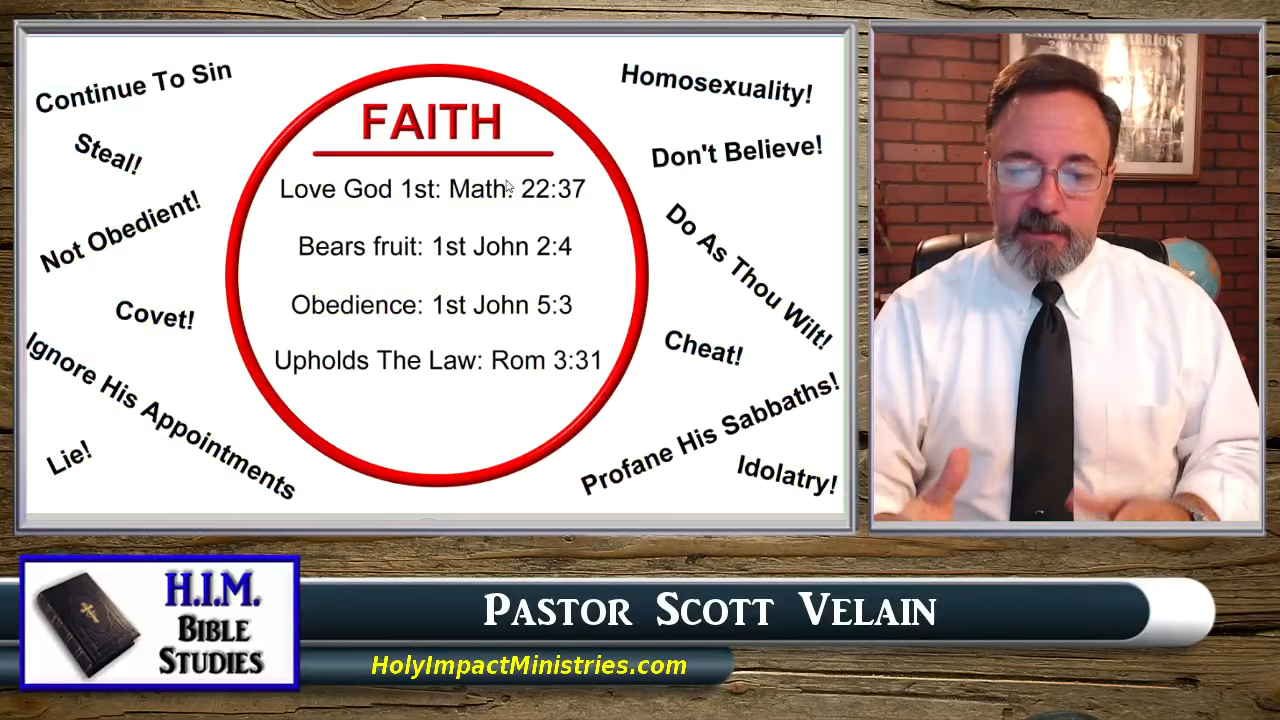 Continue To Sin
Steal!
Not Obedient!
Covet!
Ignore His Appointments
Lie!
FAITH
Love God 1st: Math. 22:37
Bears fruit: 1st John 2:4
Obedience: 1st John 5:3
Upholds The Law: Rom 3:31
Homosexuality!
Don't Believe!
Do As Thou Wilt!
Cheat!
Profane His Sabbaths!
Idolatry!
H.I.M.
BIBLE
STUDIES
PASTOR SCOTT VELAIN
HolyImpactMinistries.com